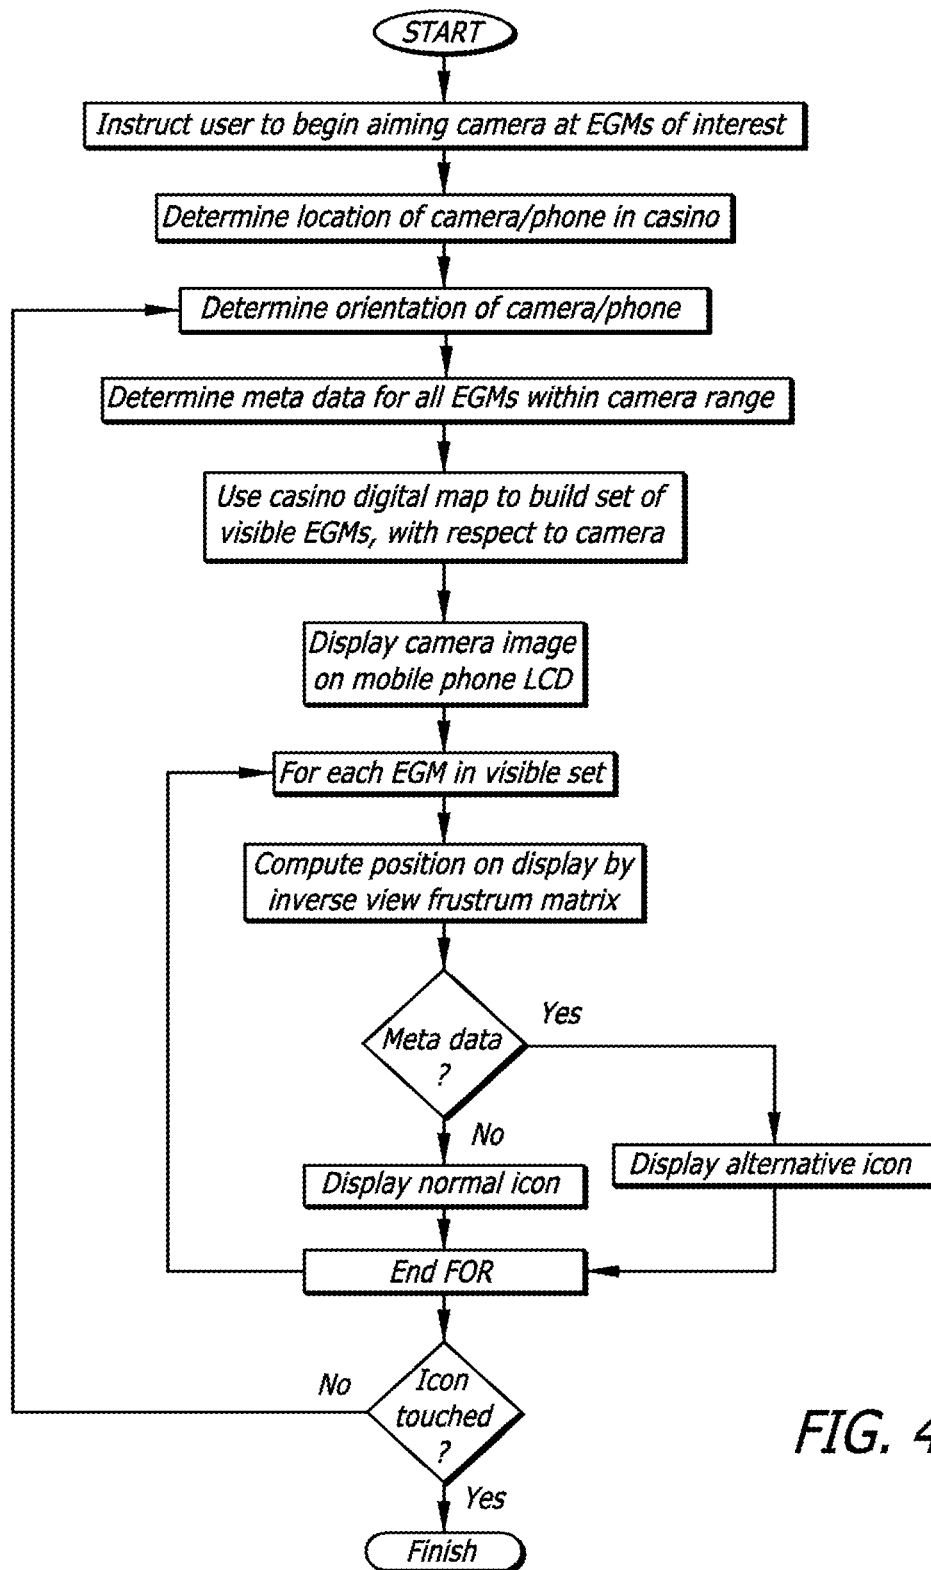 START
Instruct user to begin aiming camera at EGMs of interest
Determine location of camera/phone in casino
Determine orientation of camera/phone
Determine meta data for all EGMs within camera range
Use casino digital map to build set of
visible EGMs, with respect to camera
Display camera image
on mobile phone LCD
For each EGM in visible set
Compute position on display by
inverse view frustrum matrix
Meta data
?
Yes
No
Display normal icon
Display alternative icon
End FOR
Icon
touched
?
No
Yes
Finish
FIG. 4